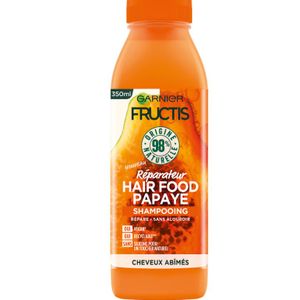 350ml
GARNIER
FRUCTIS
ORIGINE
98%
NATURELLE
Réparateur
HAIR FOOD
PAPAYE
SHAMPOOING
RÉPARE • SANS ALOURDIR
CHEVEUX ABÎMÉS